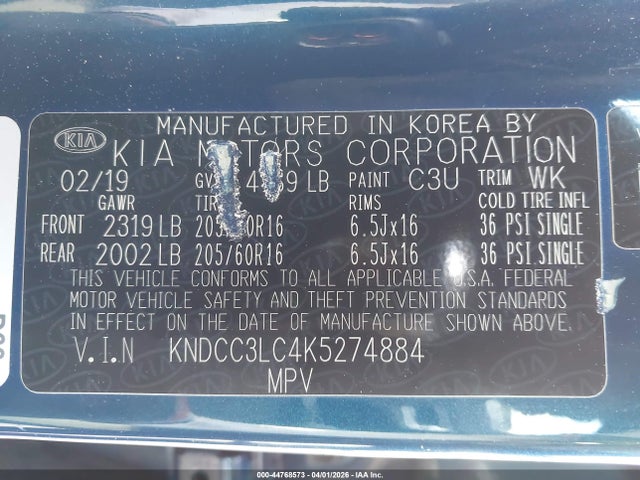 KIA
MANUFACTURED IN KOREA BY
KIA MOTORS CORPORATION
02/19 LB PAINT C3U TRIM WK
GAWR RIMS COLD TIRE INFL
FRONT 2319 LB 6.5Jx16 36 PSI SINGLE
REAR 2002 LB 205/60R16 6.5Jx16 36 PSI SINGLE
THIS VEHICLE CONFORMS TO ALL APPLICABLE U.S.A. FEDERAL
MOTOR VEHICLE SAFETY AND THEFT PREVENTION STANDARDS
IN EFFECT ON THE DATE OF MANUFACTURE SHOWN ABOVE.
V.I.N KNDCC3LC4K5274884
MPV
000-44768573 - 04/01/2026 - IAA Inc.